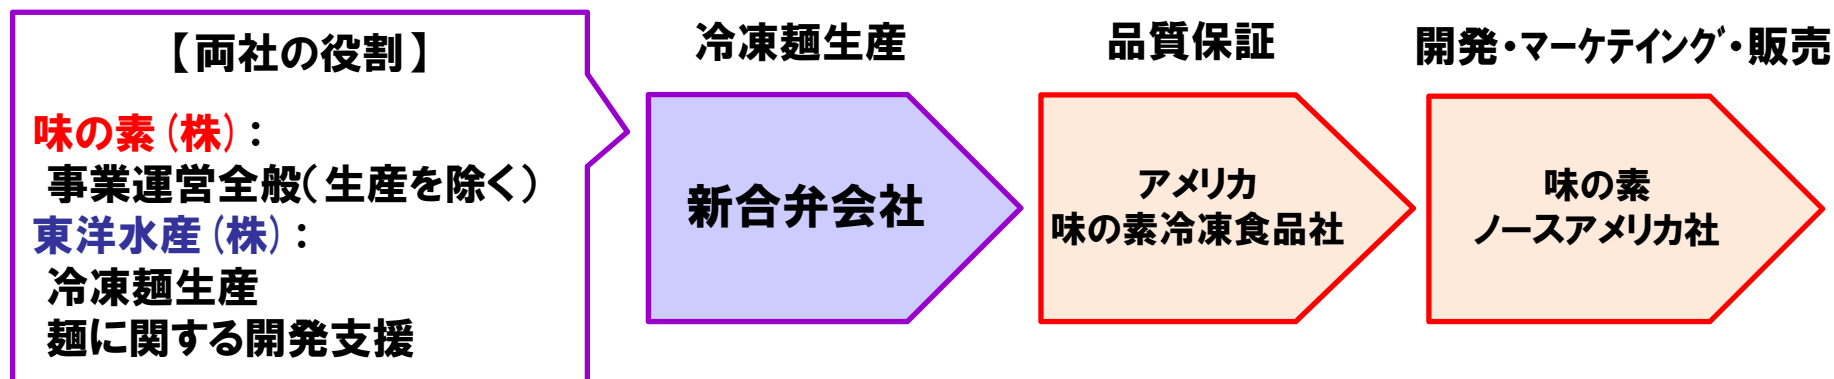 【両社の役割】
味の素(株):
事業運営全般(生産を除く)
東洋水産(株):
冷凍麺生産
麺に関する開発支援
冷凍麺生産
新合弁会社
品質保証
アメリカ
味の素冷凍食品社
開発・マーケテイング・販売
味の素
ノースアメリカ社